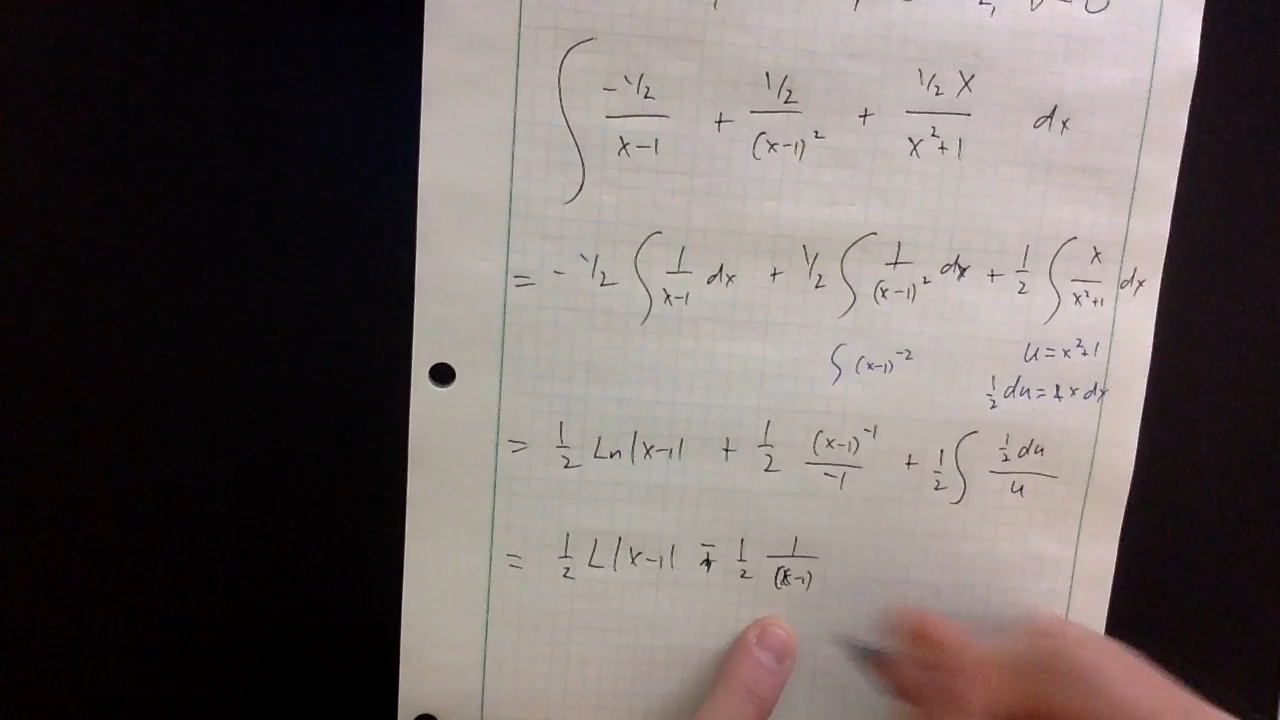 ∫ -1/2 / (x-1) + 1/2 / (x-1)² + 1/2 x / (x²+1) dx
= - 1/2 ∫ 1/(x-1) dx + 1/2 ∫ 1/(x-1)² dx + 1/2 ∫ x/(x²+1) dx
∫ (x-1)⁻² u = x²+1
1/2 du = x dx
= 1/2 Ln|x-1| + 1/2 (x-1)⁻¹/-1 + 1/2 ∫ 1/2 du / u
= 1/2 L|x-1| - 1/2 1/(x-1)